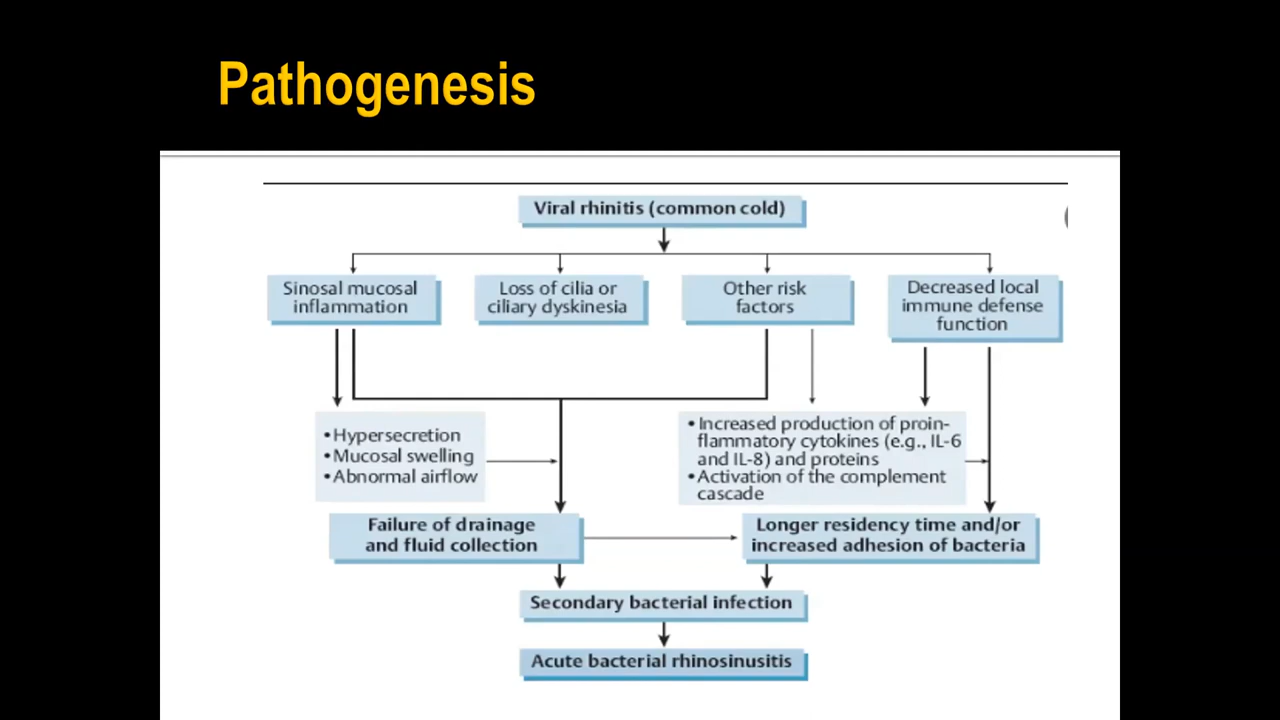 Pathogenesis
Viral rhinitis (common cold)
Sinosal mucosal
inflammation
Loss of cilia or
ciliary dyskinesia
Other risk
factors
Decreased local
immune defense
function
•Hypersecretion
•Mucosal swelling
•Abnormal airflow
•Increased production of proin-
flammatory cytokines (e.g., IL-6
and IL-8) and proteins
•Activation of the complement
cascade
Failure of drainage
and fluid collection
Longer residency time and/or
increased adhesion of bacteria
Secondary bacterial infection
Acute bacterial rhinosinusitis